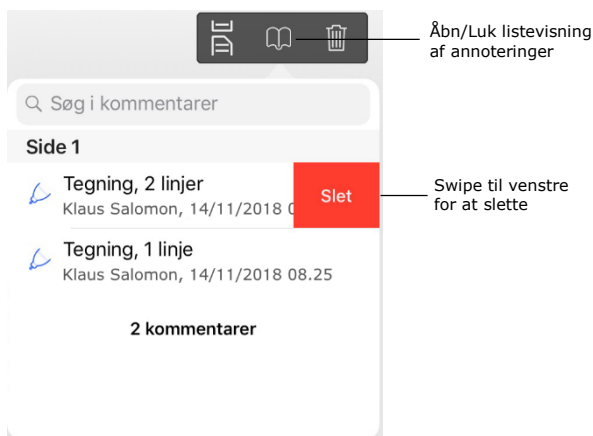 Åbn/Luk listevisning
af annoteringer
Søg i kommentarer
Side 1
Tegning, 2 linjer
Klaus Salomon, 14/11/2018 0
Slet
Swipe til venstre
for at slette
Tegning, 1 linje
Klaus Salomon, 14/11/2018 08.25
2 kommentarer